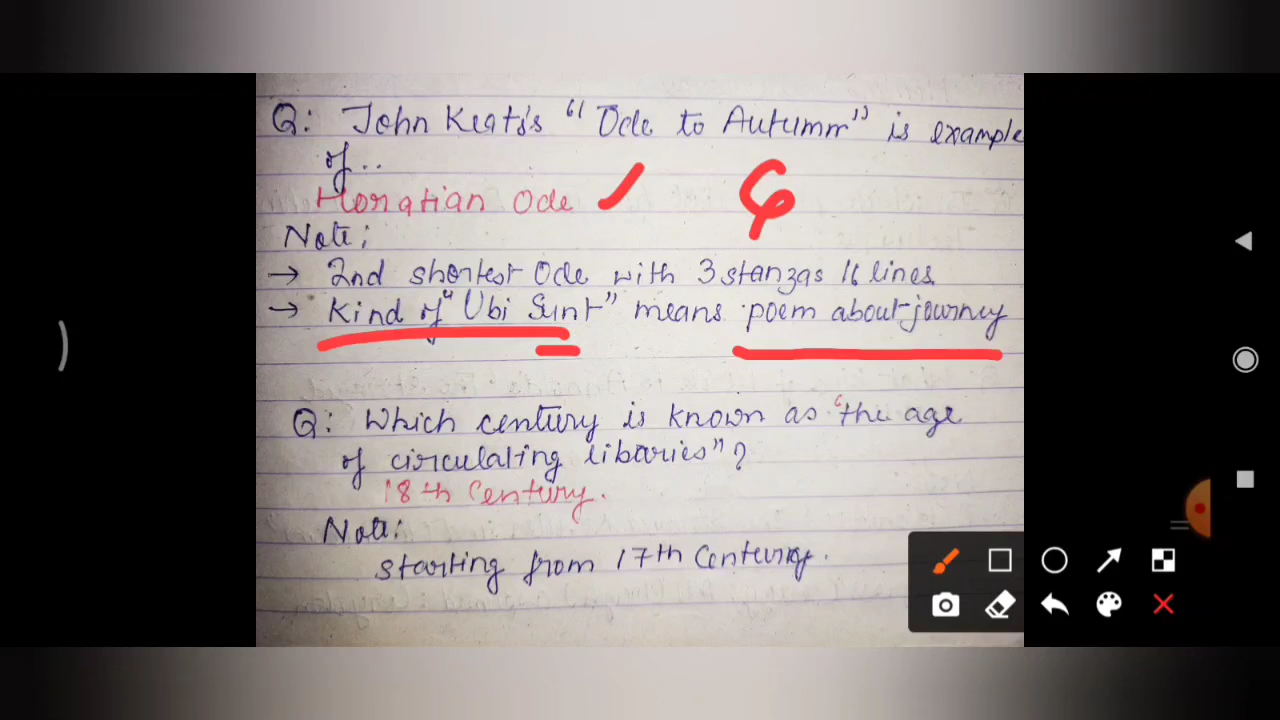 Q: John Keats's "Ode to Autumn" is example
of..
Horatian Ode
Note:
→ 2nd shortest Ode with 3 stanzas 11 lines
→ Kind of "Ubi Sunt" means poem about journey
Q: Which century is known as "the age
of circulating libaries"?
18th Century.
Note:
starting from 17th Century.